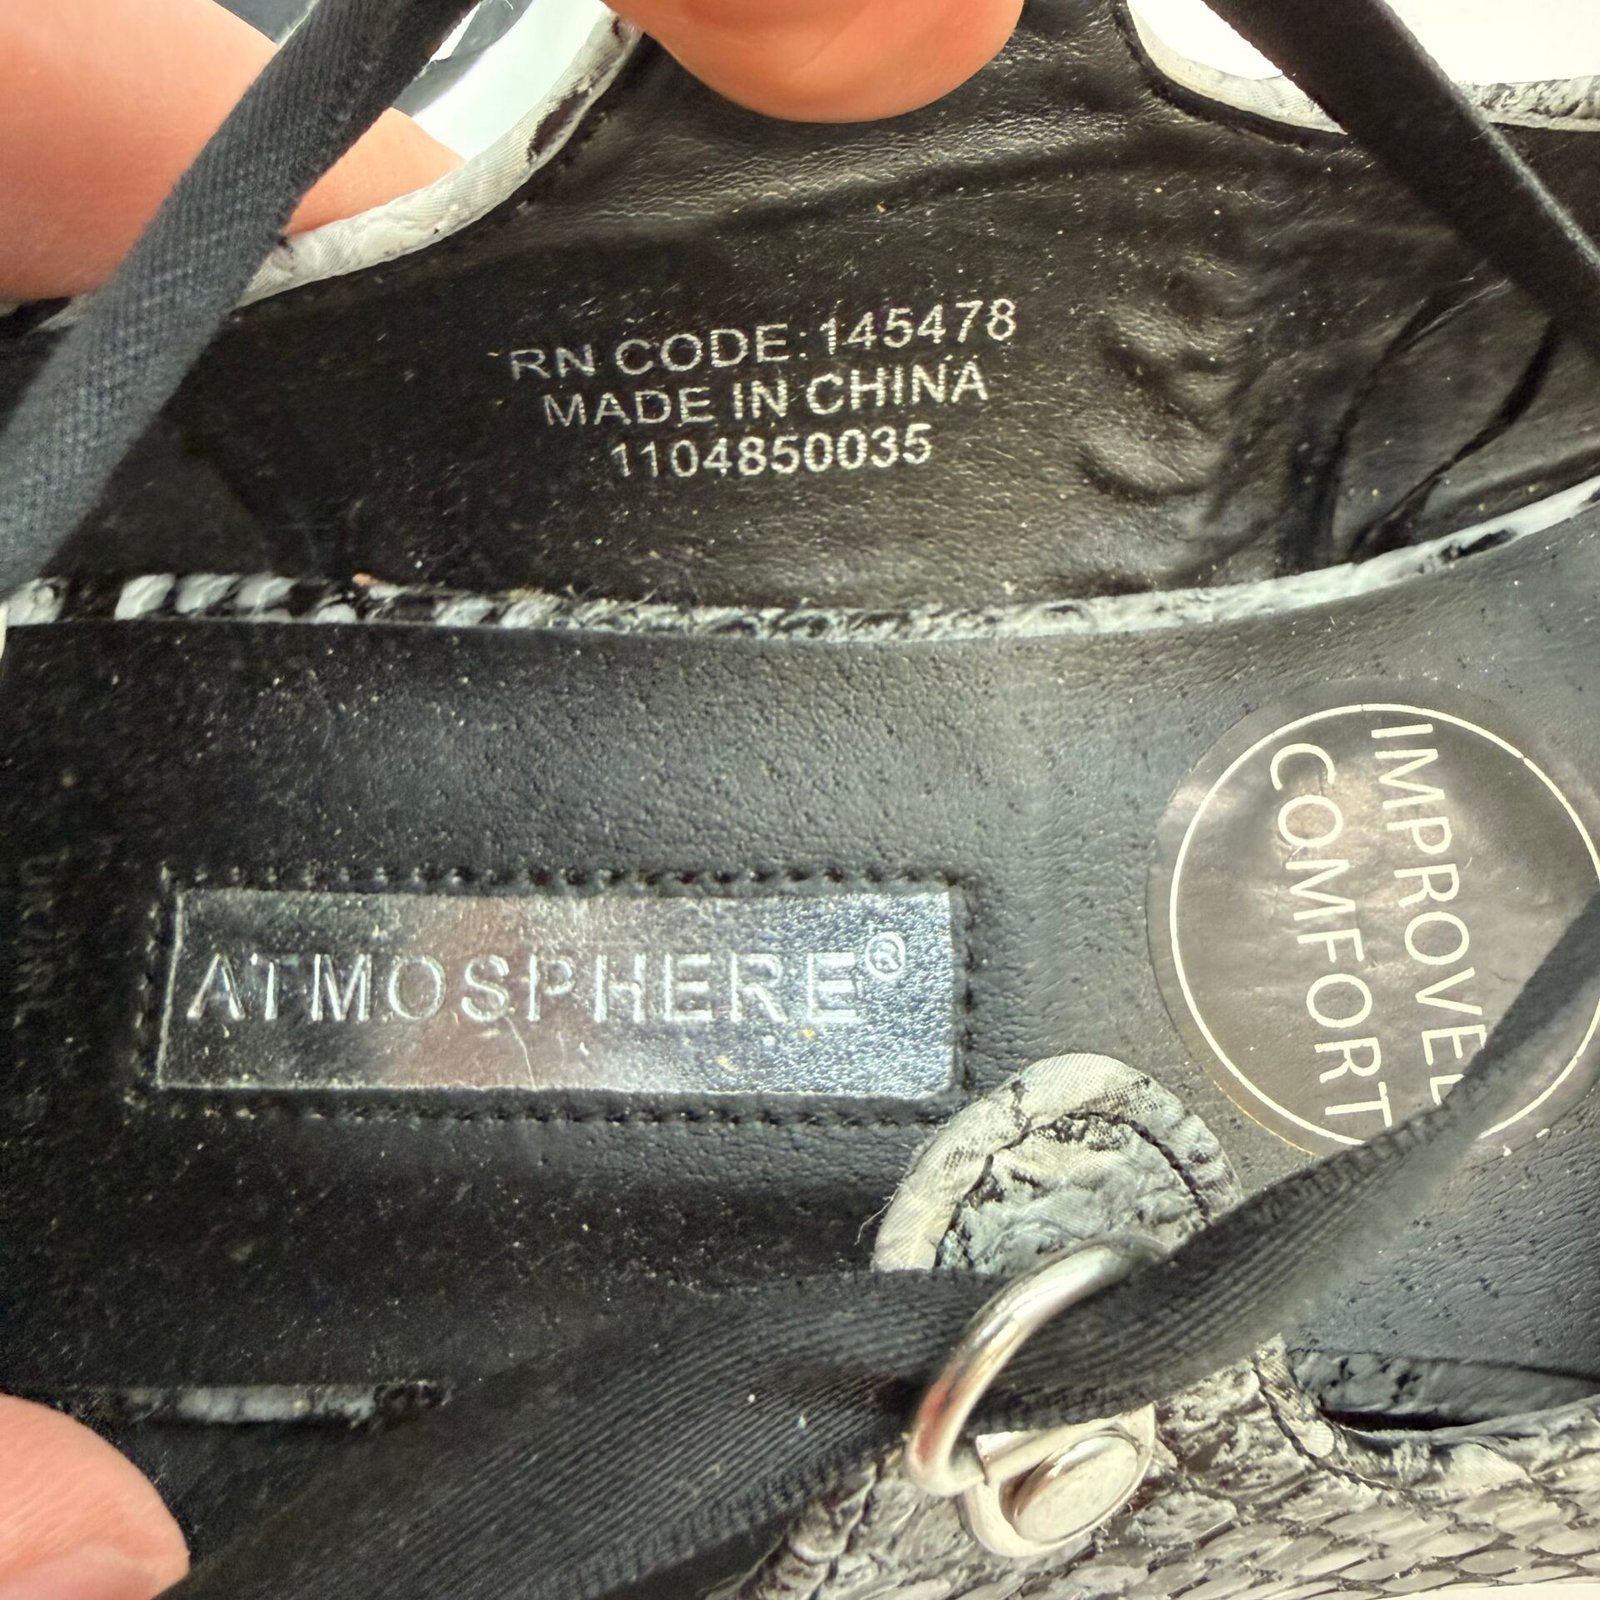 RN CODE:145478
MADE IN CHINA
1104850035
ATMOSPHERE®
IMPROVED
COMFORT